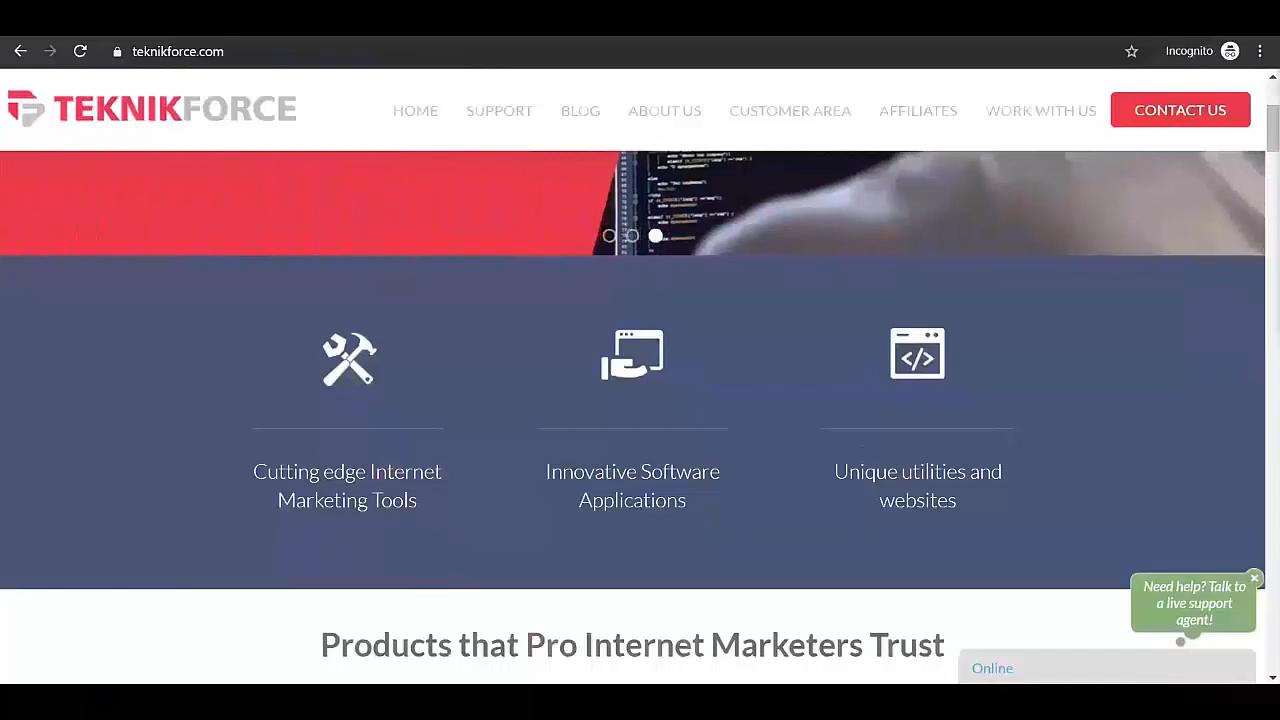 teknikforce.com
Incognito
TEKNIKFORCE
HOME SUPPORT BLOG ABOUT US CUSTOMER AREA AFFILIATES WORK WITH US CONTACT US
Cutting edge Internet
Marketing Tools
Innovative Software
Applications
Unique utilities and
websites
Need help? Talk to
a live support
agent!
Products that Pro Internet Marketers Trust
Online